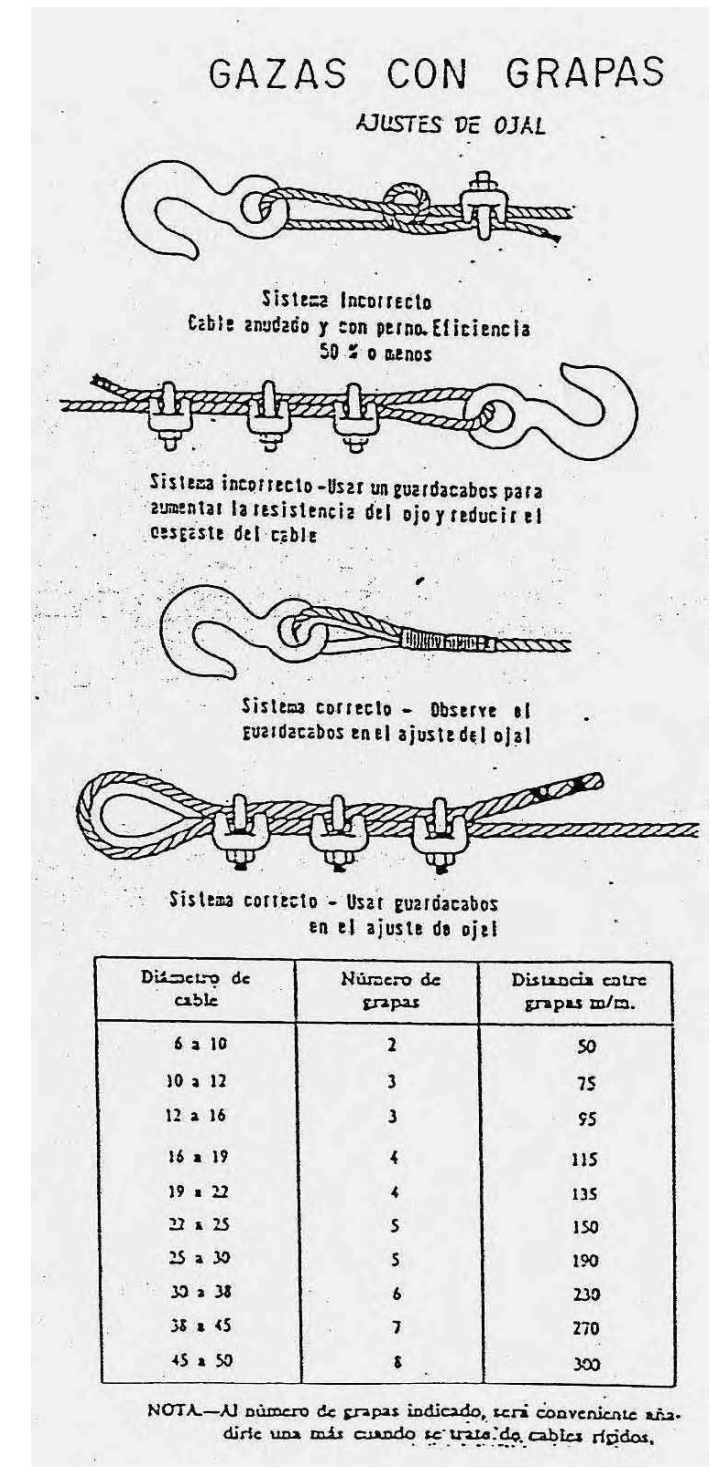 GAZAS CON GRAPAS
AJUSTES DE OJAL
Sistema Incorrecto
Cable anudado y con perno. Eficiencia
50 % o menos
Sistema incorrecto - Usar un guardacabos para
aumentar la resistencia del ojo y reducir el
desgaste del cable
Sistema correcto - Observe el
guardacabos en el ajuste del ojal
Sistema correcto - Usar guardacabos
en el ajuste de ojal
Diámetro de cable Número de grapas Distancia entre grapas m/m.
6 a 10 2 50
10 a 12 3 75
12 a 16 3 95
16 a 19 4 115
19 a 22 4 135
22 a 25 5 150
25 a 30 5 190
30 a 38 6 230
38 a 45 7 270
45 a 50 8 300
NOTA.—Al número de grapas indicado, será conveniente aña-
dirle una más cuando se trate de cables rígidos.